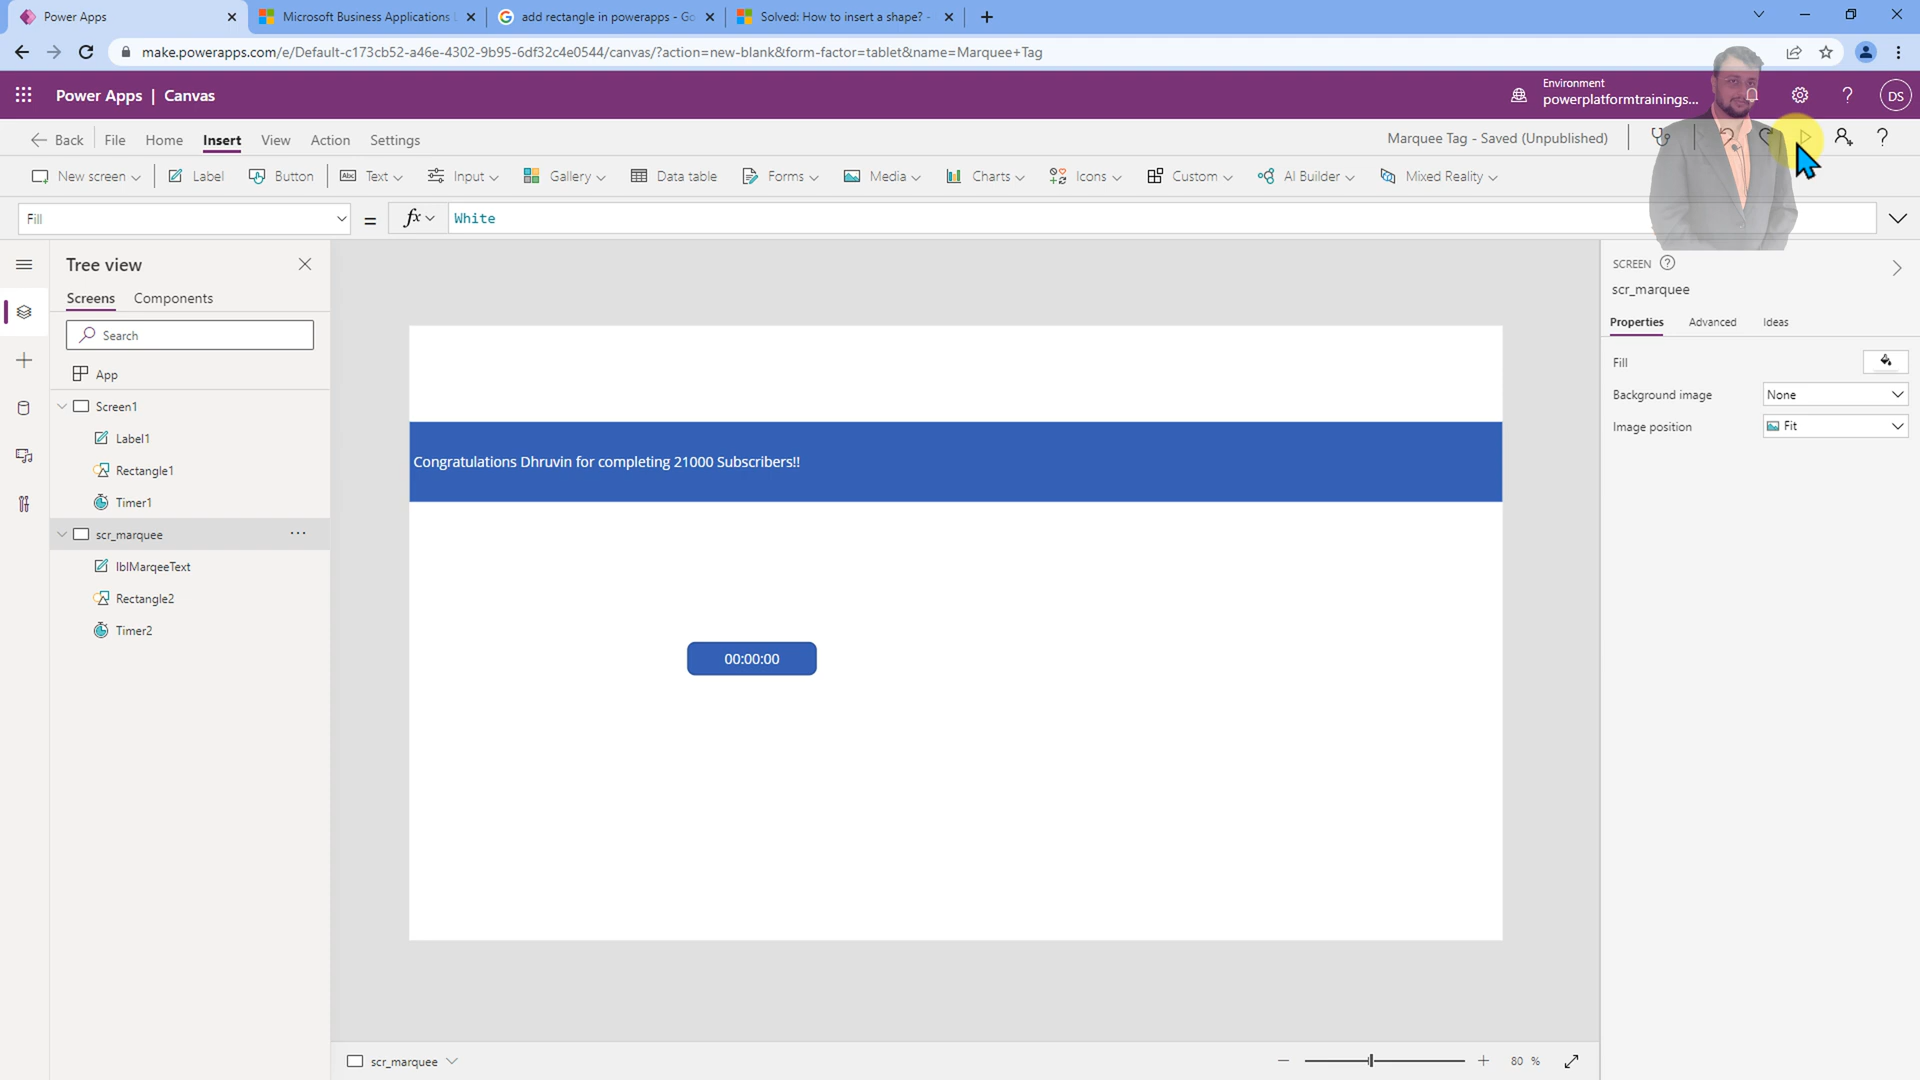 Power Apps
Microsoft Business Applications
add rectangle in powerapps - Go
Solved: How to insert a shape? -
make.powerapps.com/e/Default-c173cb52-a46e-4302-9b95-6df32c4e0544/canvas/?action=new-blank&form-factor=tablet&name=Marquee+Tag
Power Apps | Canvas
Environment
powerplatformtrainings...
DS
Back
File
Home
Insert
View
Action
Settings
Marquee Tag - Saved (Unpublished)
New screen
Label
Button
Text
Input
Gallery
Data table
Forms
Media
Charts
Icons
Custom
AI Builder
Mixed Reality
Fill
=
fx
White
Tree view
Screens
Components
Search
App
Screen1
Label1
Rectangle1
Timer1
scr_marquee
lblMarqeeText
Rectangle2
Timer2
Congratulations Dhruvin for completing 21000 Subscribers!!
00:00:00
SCREEN
scr_marquee
Properties
Advanced
Ideas
Fill
Background image
None
Image position
Fit
scr_marquee
80 %